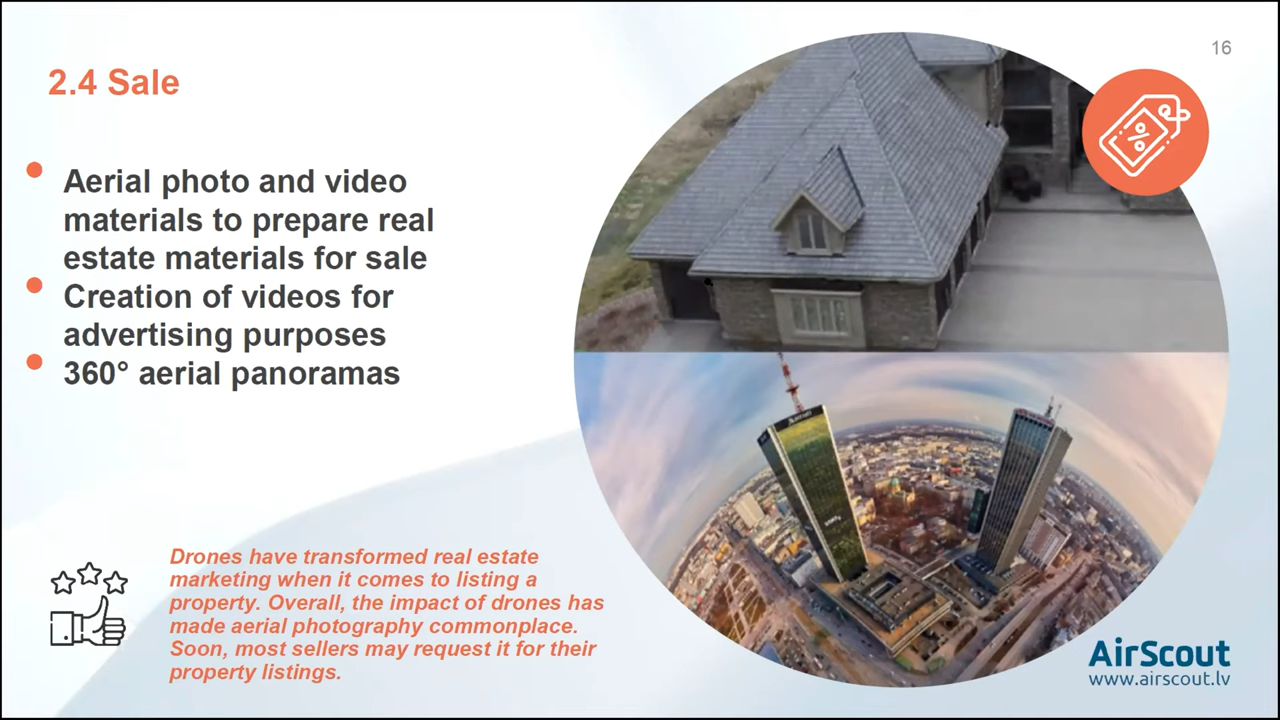 16
2.4 Sale
Aerial photo and video
materials to prepare real
estate materials for sale
Creation of videos for
advertising purposes
360° aerial panoramas
Drones have transformed real estate
marketing when it comes to listing a
property. Overall, the impact of drones has
made aerial photography commonplace.
Soon, most sellers may request it for their
property listings.
AirScout
www.airscout.lv